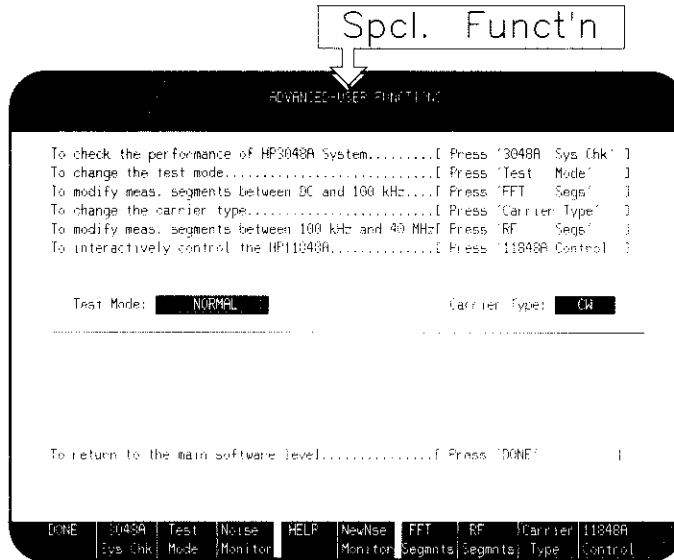 Spcl. Funct'n
ADVANCED-USER FUNCTIONS
To check the performance of HP3048A System.........[ Press '3048A Sys Chk' ]
To change the test mode............................[ Press 'Test Mode' ]
To modify meas. segments between DC and 100 kHz....[ Press 'FFT Segs' ]
To change the carrier type.........................[ Press 'Carrier Type' ]
To modify meas. segments between 100 kHz and 40 MHz[ Press 'RF Segs' ]
To interactively control the HP11848A..............[ Press '11848A Control ]
Test Mode: NORMAL Carrier Type: CW
To return to the main software level...............[ Press 'DONE' ]
DONE 3048A Test Noise HELP NewNse FFT RF Carrier 11848A
Sys Chk Mode Monitor Monitor Segmnts Segmnts Type Control